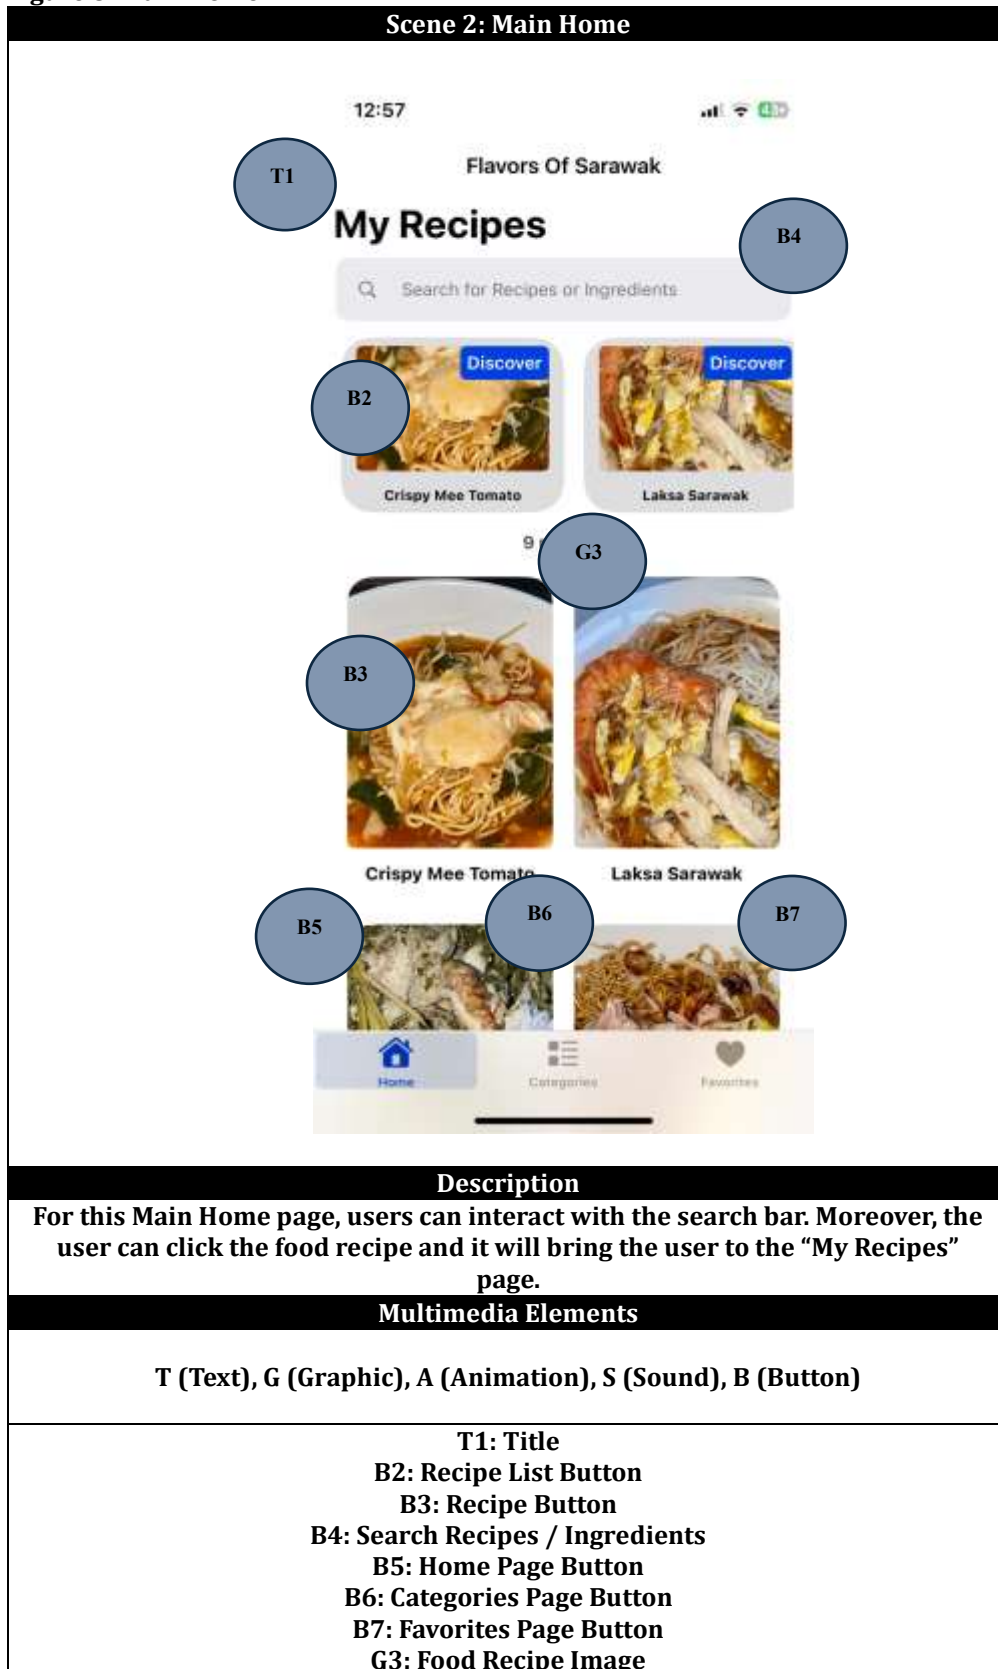 Scene 2: Main Home
12:57
T1
Flavors Of Sarawak
My Recipes
B4
Search for Recipes or Ingredients
Discover
Discover
B2
Crispy Mee Tomato
Laksa Sarawak
9
G3
B3
Crispy Mee Tomato
Laksa Sarawak
B5
B6
B7
Home
Categories
Favorites
Description
For this Main Home page, users can interact with the search bar. Moreover, the
user can click the food recipe and it will bring the user to the “My Recipes”
page.
Multimedia Elements
T (Text), G (Graphic), A (Animation), S (Sound), B (Button)
T1: Title
B2: Recipe List Button
B3: Recipe Button
B4: Search Recipes / Ingredients
B5: Home Page Button
B6: Categories Page Button
B7: Favorites Page Button
G3: Food Recipe Image